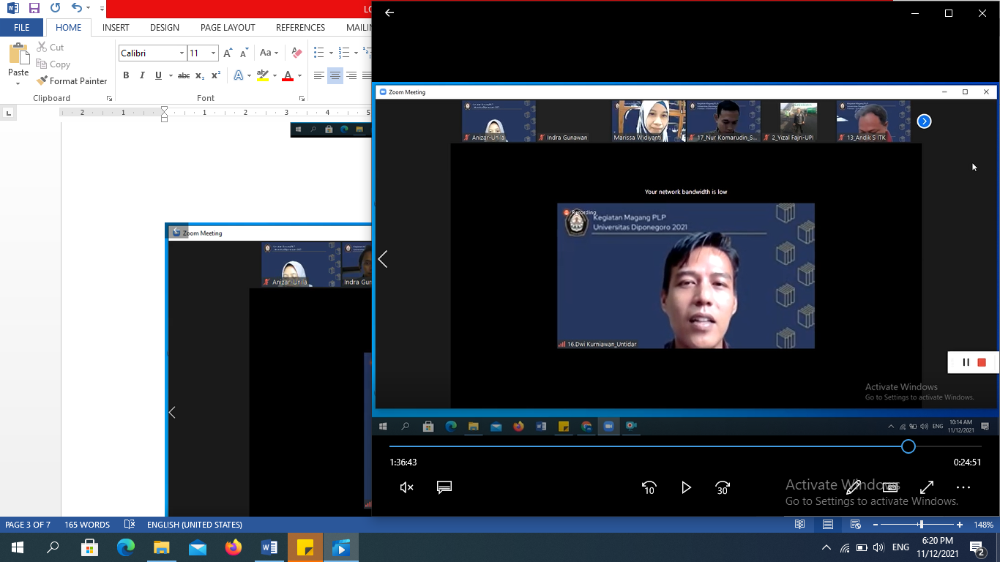 LO
FILE
HOME
INSERT
DESIGN
PAGE LAYOUT
REFERENCES
MAILIN
Paste
Cut
Copy
Format Painter
Clipboard
Calibri
11
Aa
B I U abc x₂ x² A A
Font
2 1 1 2 3 4 5
Zoom Meeting
Anizar-Unila
Indra Gun
Zoom Meeting
Anizar-Unila
Indra Gunawan
Marissa Widiyanti
17_Nur Komarudin_S...
2_Yizal Fajri-UPI
13_Andik S ITK
Your network bandwidth is low
Recording
Kegiatan Magang PLP
Universitas Diponegoro 2021
16.Dwi Kurniawan_Untidar
Activate Windows
Go to Settings to activate Windows.
ENG
10:14 AM
11/12/2021
1:36:43
0:24:51
10
30
Activate Windows
Go to Settings to activate Windows.
PAGE 3 OF 7
165 WORDS
ENGLISH (UNITED STATES)
148%
ENG
6:20 PM
11/12/2021
2